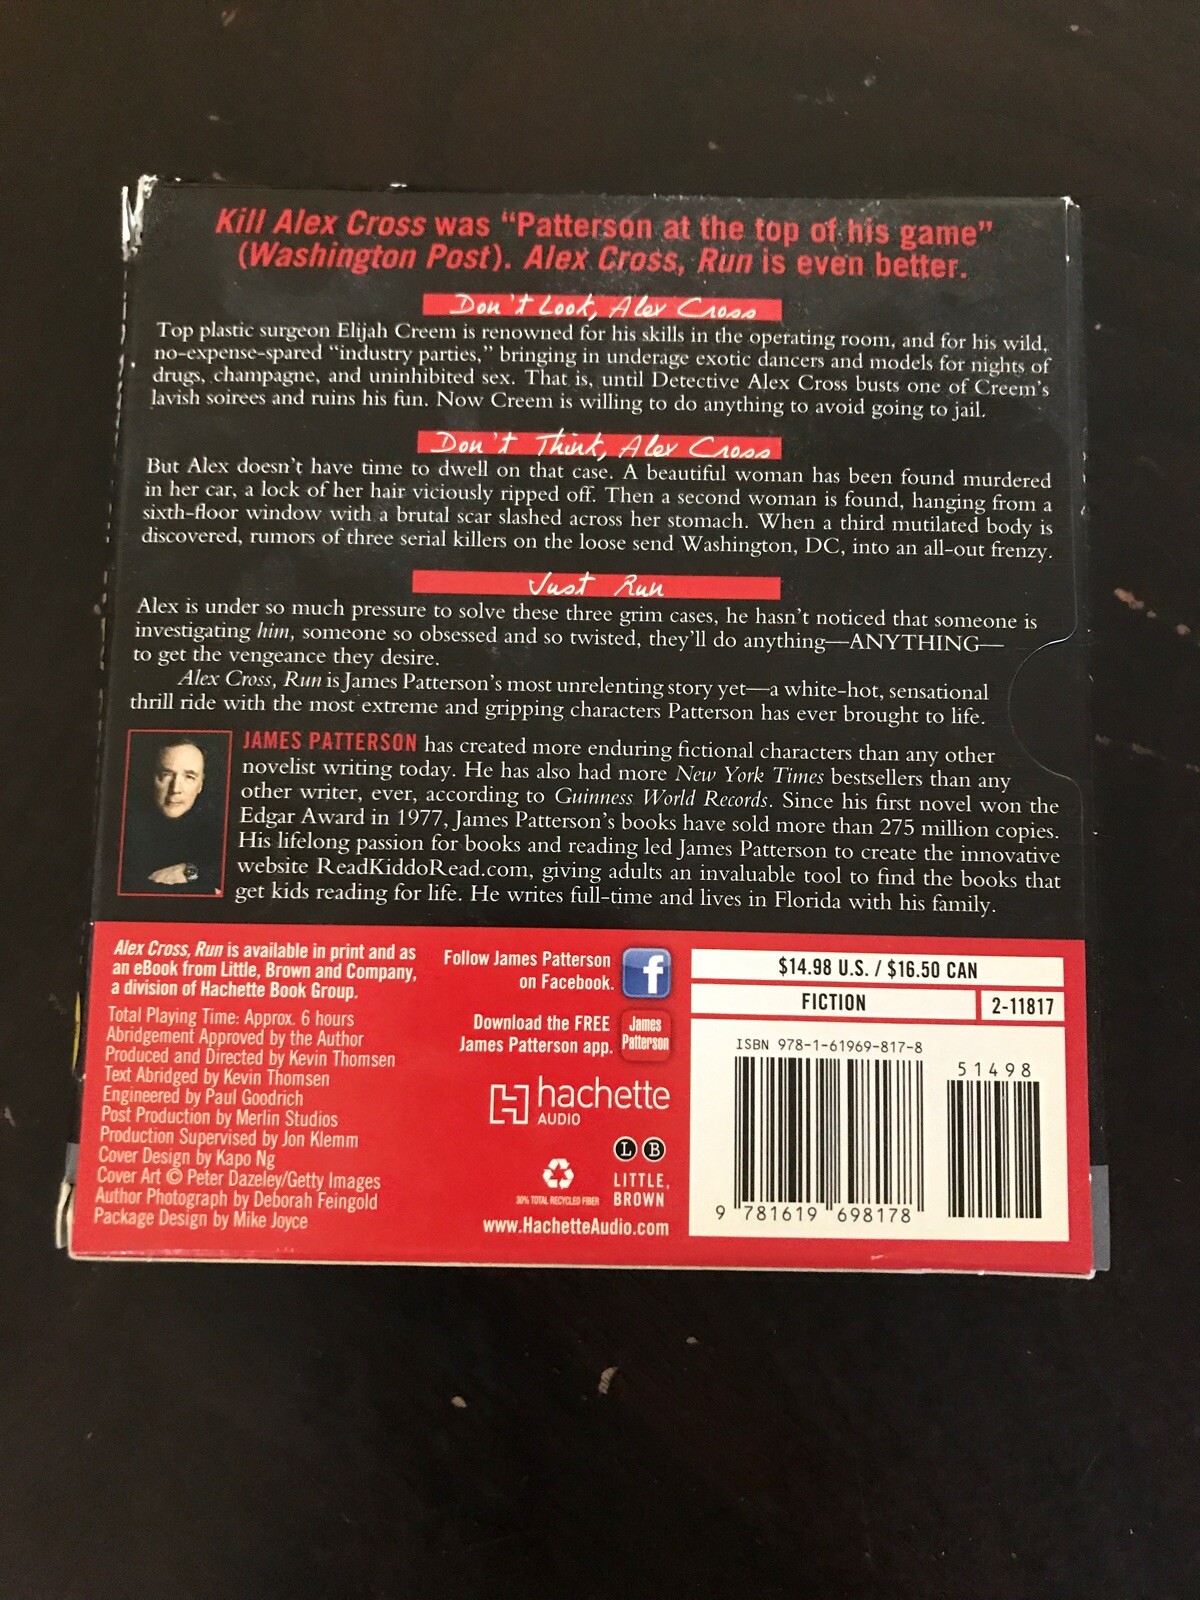 Kill Alex Cross was “Patterson at the top of his game”
(Washington Post). Alex Cross, Run is even better.
Don't Look, Alex Cross
Top plastic surgeon Elijah Creem is renowned for his skills in the operating room, and for his wild,
no-expense-spared “industry parties,” bringing in underage exotic dancers and models for nights of
drugs, champagne, and uninhibited sex. That is, until Detective Alex Cross busts one of Creem’s
lavish soirees and ruins his fun. Now Creem is willing to do anything to avoid going to jail.
Don't Think, Alex Cross
But Alex doesn’t have time to dwell on that case. A beautiful woman has been found murdered
in her car, a lock of her hair viciously ripped off. Then a second woman is found, hanging from a
sixth-floor window with a brutal scar slashed across her stomach. When a third mutilated body is
discovered, rumors of three serial killers on the loose send Washington, DC, into an all-out frenzy.
Just Run
Alex is under so much pressure to solve these three grim cases, he hasn’t noticed that someone is
investigating him, someone so obsessed and so twisted, they’ll do anything—ANYTHING—
to get the vengeance they desire.
Alex Cross, Run is James Patterson’s most unrelenting story yet—a white-hot, sensational
thrill ride with the most extreme and gripping characters Patterson has ever brought to life.
JAMES PATTERSON has created more enduring fictional characters than any other
novelist writing today. He has also had more New York Times bestsellers than any
other writer, ever, according to Guinness World Records. Since his first novel won the
Edgar Award in 1977, James Patterson’s books have sold more than 275 million copies.
His lifelong passion for books and reading led James Patterson to create the innovative
website ReadKiddoRead.com, giving adults an invaluable tool to find the books that
get kids reading for life. He writes full-time and lives in Florida with his family.
Alex Cross, Run is available in print and as
an eBook from Little, Brown and Company,
a division of Hachette Book Group.
Total Playing Time: Approx. 6 hours
Abridgement Approved by the Author
Produced and Directed by Kevin Thomsen
Text Abridged by Kevin Thomsen
Engineered by Paul Goodrich
Post Production by Merlin Studios
Production Supervised by Jon Klemm
Cover Design by Kapo Ng
Cover Art © Peter Dazeley/Getty Images
Author Photograph by Deborah Feingold
Package Design by Mike Joyce
Follow James Patterson
on Facebook.
f
Download the FREE
James Patterson app.
James
Patterson
hachette
AUDIO
L B
LITTLE,
BROWN
30% TOTAL RECYCLED FIBER
www.HachetteAudio.com
$14.98 U.S. / $16.50 CAN
FICTION
2-11817
ISBN 978-1-61969-817-8
51498
9 781619 698178